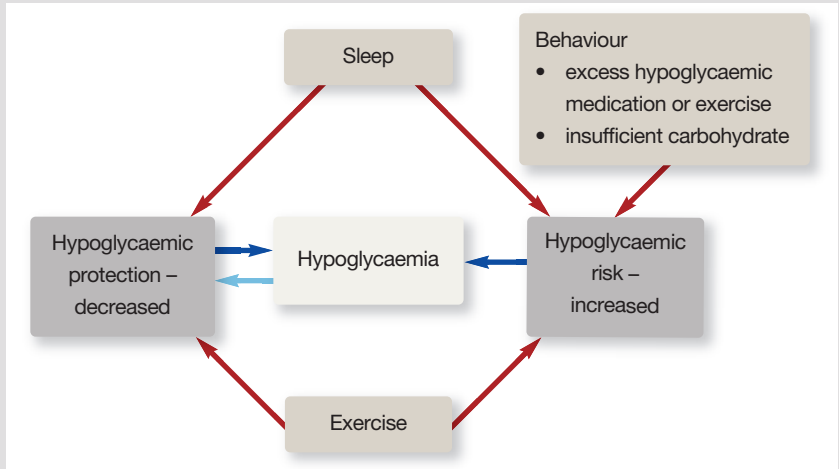 Sleep
Behaviour
• excess hypoglycaemic
medication or exercise
• insufficient carbohydrate
Hypoglycaemic
protection –
decreased
Hypoglycaemia
Hypoglycaemic
risk –
increased
Exercise